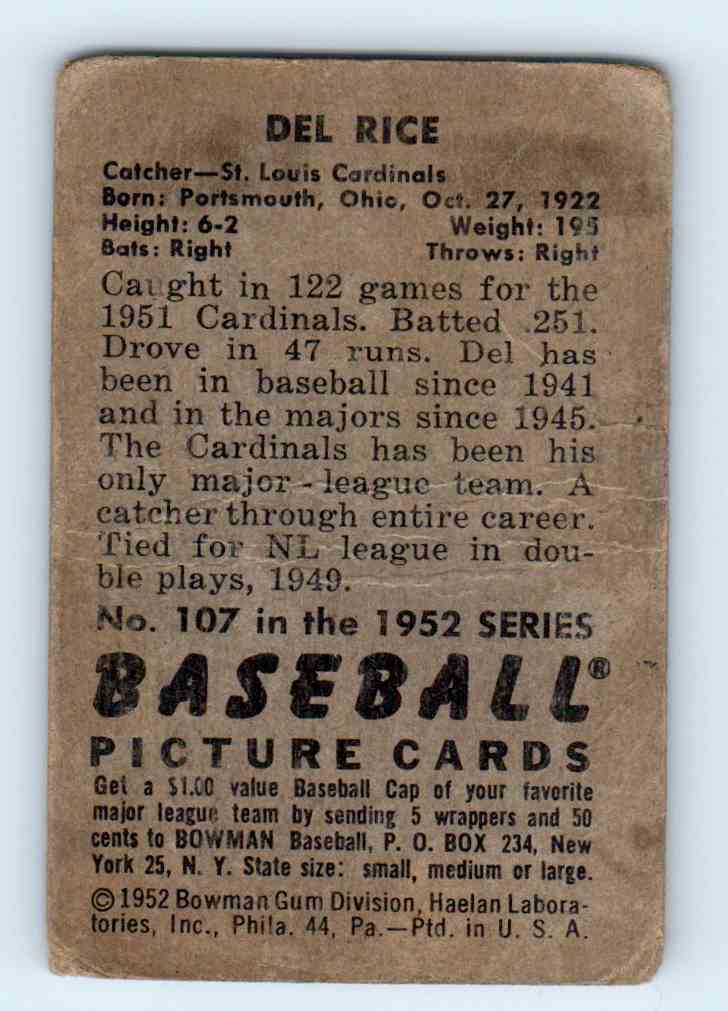 DEL RICE
Catcher—St. Louis Cardinals
Born: Portsmouth, Ohio, Oct. 27, 1922
Height: 6-2 Weight: 195
Bats: Right Throws: Right
Caught in 122 games for the
1951 Cardinals. Batted .251.
Drove in 47 runs. Del has
been in baseball since 1941
and in the majors since 1945.
The Cardinals has been his
only major-league team. A
catcher through entire career.
Tied for NL league in dou-
ble plays, 1949.
No. 107 in the 1952 SERIES
BASEBALL®
PICTURE CARDS
Get a $1.00 value Baseball Cap of your favorite
major league team by sending 5 wrappers and 50
cents to BOWMAN Baseball, P. O. BOX 234, New
York 25, N. Y. State size: small, medium or large.
©1952 Bowman Gum Division, Haelan Labora-
tories, Inc., Phila. 44, Pa.—Ptd. in U. S. A.